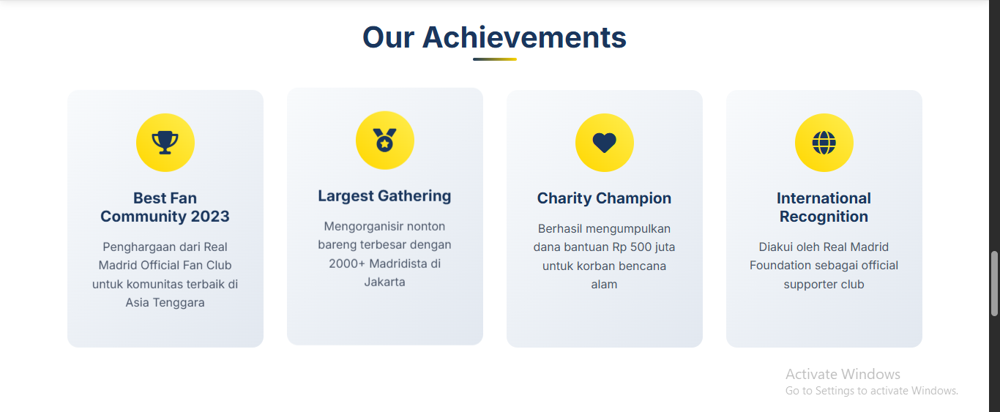 Our Achievements
Best Fan
Community 2023
Penghargaan dari Real
Madrid Official Fan Club
untuk komunitas terbaik di
Asia Tenggara
Largest Gathering
Mengorganisir nonton
bareng terbesar dengan
2000+ Madridista di
Jakarta
Charity Champion
Berhasil mengumpulkan
dana bantuan Rp 500 juta
untuk korban bencana
alam
International
Recognition
Diakui oleh Real Madrid
Foundation sebagai official
supporter club
Activate Windows
Go to Settings to activate Windows.